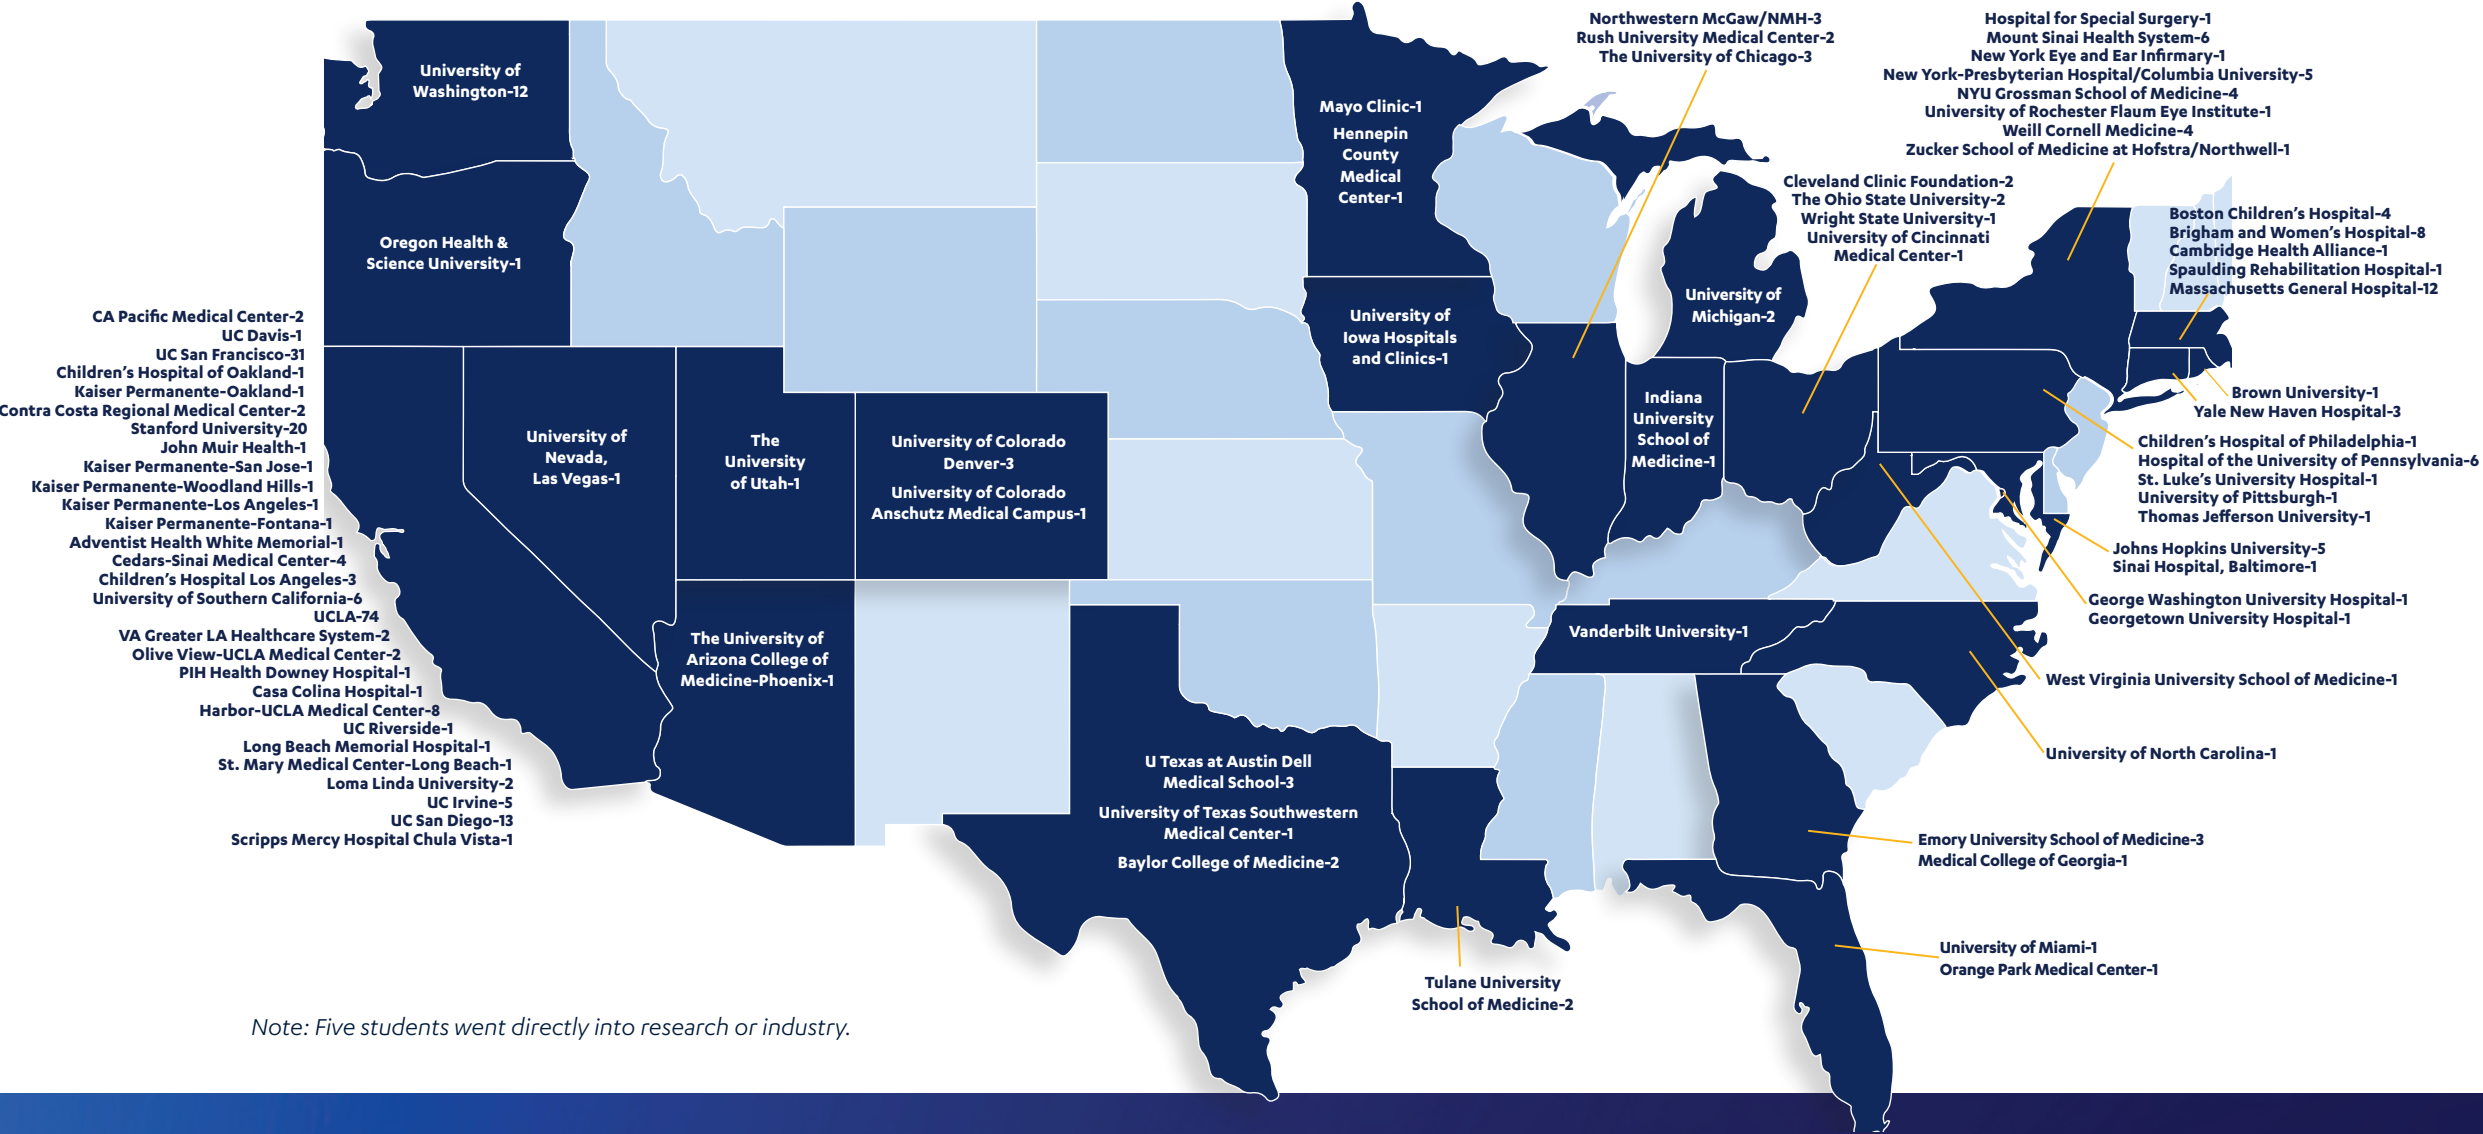 University of
Washington-12
Oregon Health &
Science University-1
CA Pacific Medical Center-2
UC Davis-1
UC San Francisco-31
Children's Hospital of Oakland-1
Kaiser Permanente-Oakland-1
Contra Costa Regional Medical Center-2
Stanford University-20
John Muir Health-1
Kaiser Permanente-San Jose-1
Kaiser Permanente-Woodland Hills-1
Kaiser Permanente-Los Angeles-1
Kaiser Permanente-Fontana-1
Adventist Health White Memorial-1
Cedars-Sinai Medical Center-4
Children's Hospital Los Angeles-3
University of Southern California-6
UCLA-74
VA Greater LA Healthcare System-2
Olive View-UCLA Medical Center-2
PIH Health Downey Hospital-1
Casa Colina Hospital-1
Harbor-UCLA Medical Center-8
UC Riverside-1
Long Beach Memorial Hospital-1
St. Mary Medical Center-Long Beach-1
Loma Linda University-2
UC Irvine-5
UC San Diego-13
Scripps Mercy Hospital Chula Vista-1
University of
Nevada,
Las Vegas-1
The
University
of Utah-1
University of Colorado
Denver-3
University of Colorado
Anschutz Medical Campus-1
The University of
Arizona College of
Medicine-Phoenix-1
U Texas at Austin Dell
Medical School-3
University of Texas Southwestern
Medical Center-1
Baylor College of Medicine-2
Mayo Clinic-1
Hennepin
County
Medical
Center-1
University of
Iowa Hospitals
and Clinics-1
Northwestern McGaw/NMH-3
Rush University Medical Center-2
The University of Chicago-3
University of
Michigan-2
Indiana
University
School of
Medicine-1
Cleveland Clinic Foundation-2
The Ohio State University-2
Wright State University-1
University of Cincinnati
Medical Center-1
Hospital for Special Surgery-1
Mount Sinai Health System-6
New York Eye and Ear Infirmary-1
New York-Presbyterian Hospital/Columbia University-5
NYU Grossman School of Medicine-4
University of Rochester Flaum Eye Institute-1
Weill Cornell Medicine-4
Zucker School of Medicine at Hofstra/Northwell-1
Boston Children's Hospital-4
Brigham and Women's Hospital-8
Cambridge Health Alliance-1
Spaulding Rehabilitation Hospital-1
Massachusetts General Hospital-12
Brown University-1
Yale New Haven Hospital-3
Children's Hospital of Philadelphia-1
Hospital of the University of Pennsylvania-6
St. Luke's University Hospital-1
University of Pittsburgh-1
Thomas Jefferson University-1
Johns Hopkins University-5
Sinai Hospital, Baltimore-1
George Washington University Hospital-1
Georgetown University Hospital-1
Vanderbilt University-1
West Virginia University School of Medicine-1
University of North Carolina-1
Emory University School of Medicine-3
Medical College of Georgia-1
University of Miami-1
Orange Park Medical Center-1
Tulane University
School of Medicine-2
Note: Five students went directly into research or industry.